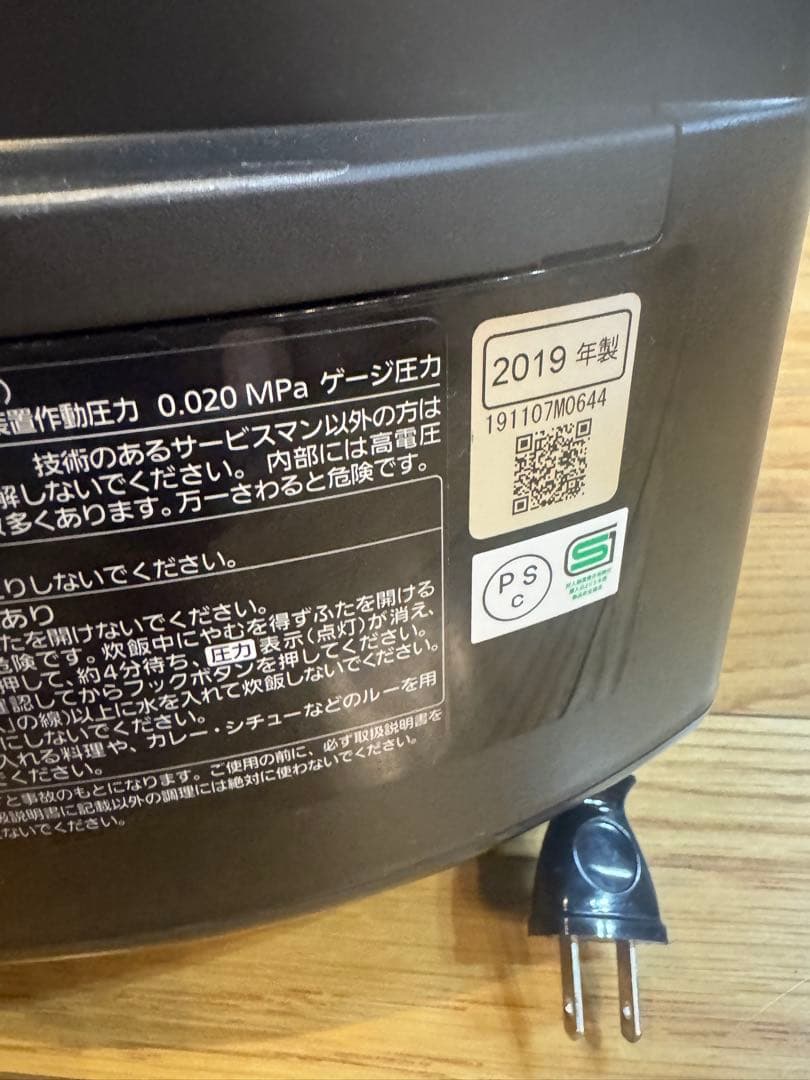 )
装置作動圧力 0.020 MPa ゲージ圧力
技術のあるサービスマン以外の方は
解しないでください。 内部には高電圧
多くあります。万一さわると危険です。
りしないでください。
あり
たを開けないでください。
危険です。炊飯中にやむを得ずふたを開ける
押して、約4分待ち、圧力表示(点灯)が消え、
確認してからフックボタンを押してください。
の線)以上に水を入れて炊飯しないでください。
にしないでください。
入れる料理や、カレー・シチューなどのルーを用
ください。
と事故のもとになります。ご使用の前に、必ず取扱説明書を
扱説明書に記載以外の調理には絶対に使わないでください。
ないでください。
2019 年製
191107M0644
PS
C
S